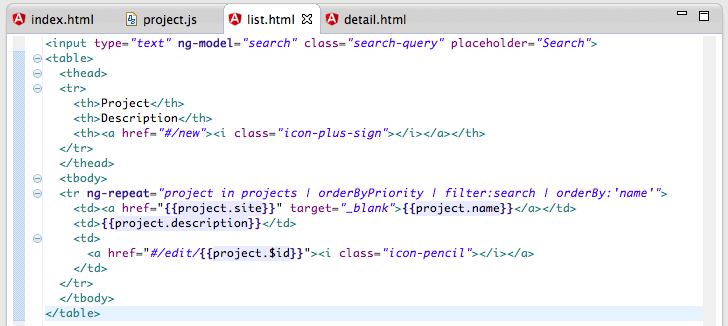 index.html project.js list.html detail.html
<input type="text" ng-model="search" class="search-query" placeholder="Search">
<table>
  <thead>
  <tr>
    <th>Project</th>
    <th>Description</th>
    <th><a href="#/new"><i class="icon-plus-sign"></i></a></th>
  </tr>
  </thead>
  <tbody>
  <tr ng-repeat="project in projects | orderByPriority | filter:search | orderBy:'name'">
    <td><a href="{{project.site}}" target="_blank">{{project.name}}</a></td>
    <td>{{project.description}}</td>
    <td>
      <a href="#/edit/{{project.$id}}"><i class="icon-pencil"></i></a>
    </td>
  </tr>
  </tbody>
</table>